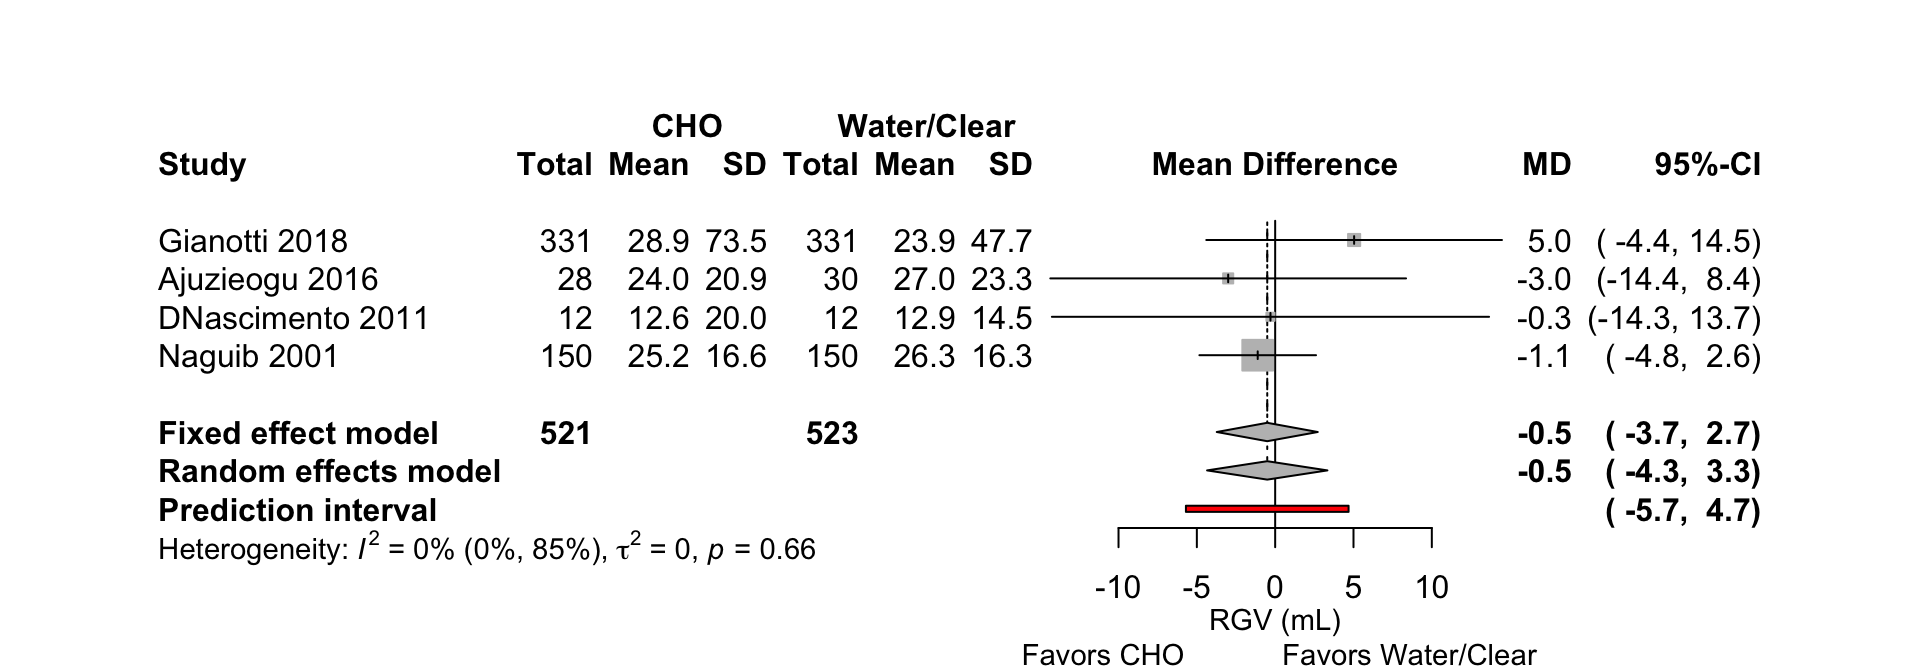 CHO Water/Clear
Study Total Mean SD Total Mean SD Mean Difference MD 95%-CI
Gianotti 2018 331 28.9 73.5 331 23.9 47.7 5.0 ( -4.4, 14.5)
Ajuzieogu 2016 28 24.0 20.9 30 27.0 23.3 -3.0 (-14.4, 8.4)
DNascimento 2011 12 12.6 20.0 12 12.9 14.5 -0.3 (-14.3, 13.7)
Naguib 2001 150 25.2 16.6 150 26.3 16.3 -1.1 ( -4.8, 2.6)
Fixed effect model 521 523 -0.5 ( -3.7, 2.7)
Random effects model -0.5 ( -4.3, 3.3)
Prediction interval ( -5.7, 4.7)
Heterogeneity: I² = 0% (0%, 85%), τ² = 0, p = 0.66
-10 -5 0 5 10
RGV (mL)
Favors CHO Favors Water/Clear